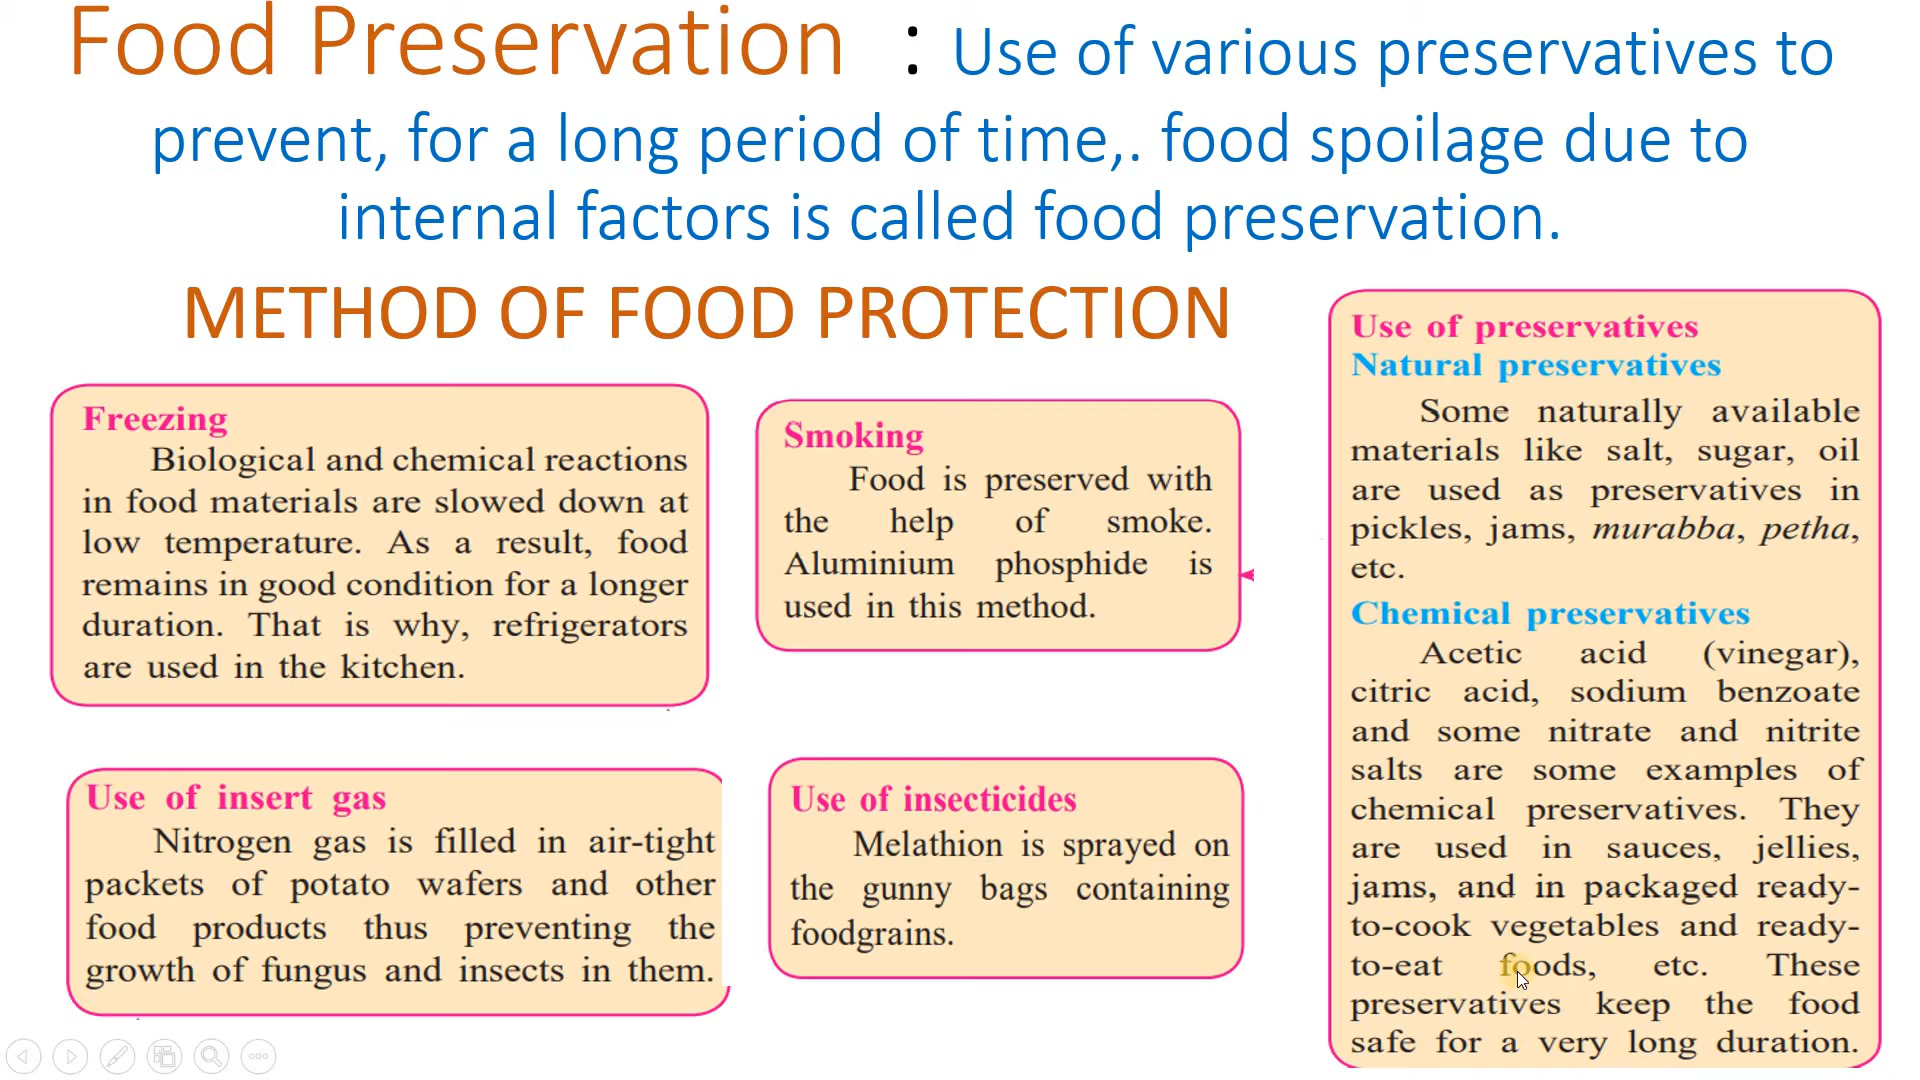 Food Preservation : Use of various preservatives to
prevent, for a long period of time,. food spoilage due to
internal factors is called food preservation.
METHOD OF FOOD PROTECTION
Freezing
Biological and chemical reactions
in food materials are slowed down at
low temperature. As a result, food
remains in good condition for a longer
duration. That is why, refrigerators
are used in the kitchen.
Smoking
Food is preserved with
the help of smoke.
Aluminium phosphide is
used in this method.
Use of insert gas
Nitrogen gas is filled in air-tight
packets of potato wafers and other
food products thus preventing the
growth of fungus and insects in them.
Use of insecticides
Melathion is sprayed on
the gunny bags containing
foodgrains.
Use of preservatives
Natural preservatives
Some naturally available
materials like salt, sugar, oil
are used as preservatives in
pickles, jams, murabba, petha,
etc.
Chemical preservatives
Acetic acid (vinegar),
citric acid, sodium benzoate
and some nitrate and nitrite
salts are some examples of
chemical preservatives. They
are used in sauces, jellies,
jams, and in packaged ready-
to-cook vegetables and ready-
to-eat foods, etc. These
preservatives keep the food
safe for a very long duration.